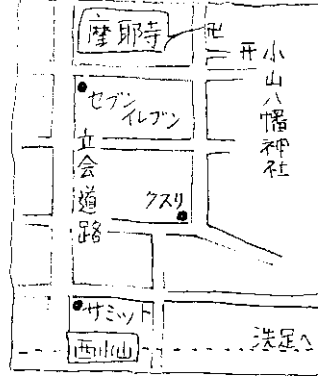 摩耶寺
卍
小山八幡神社
セブン
イレブン
立会道路
クスリ
サミット
西小山
洗足へ